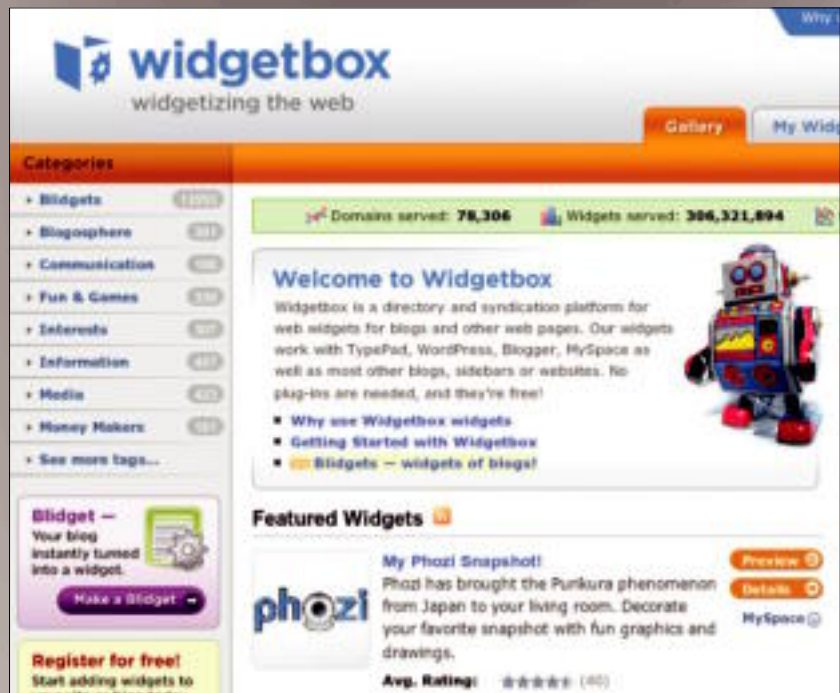 Why
widgetbox
widgetizing the web
Gallery
My Widg
Categories
Blidgets
Blogosphere
Communication
Fun & Games
Interests
Information
Media
Money Makers
See more tags...
Domains served: 78,306 Widgets served: 306,321,894
Welcome to Widgetbox
Widgetbox is a directory and syndication platform for
web widgets for blogs and other web pages. Our widgets
work with TypePad, WordPress, Blogger, MySpace as
well as most other blogs, sidebars or websites. No
plug-ins are needed, and they're free!
Why use Widgetbox widgets
Getting Started with Widgetbox
Blidgets — widgets of blogs!
Blidget —
Your blog
instantly turned
into a widget.
Make a Blidget
Register for free!
Start adding widgets to
Featured Widgets
phozi
My Phozi Snapshot!
Phozi has brought the Purikura phenomenon
from Japan to your living room. Decorate
your favorite snapshot with fun graphics and
drawings.
Avg. Rating: (40)
Preview
Details
MySpace